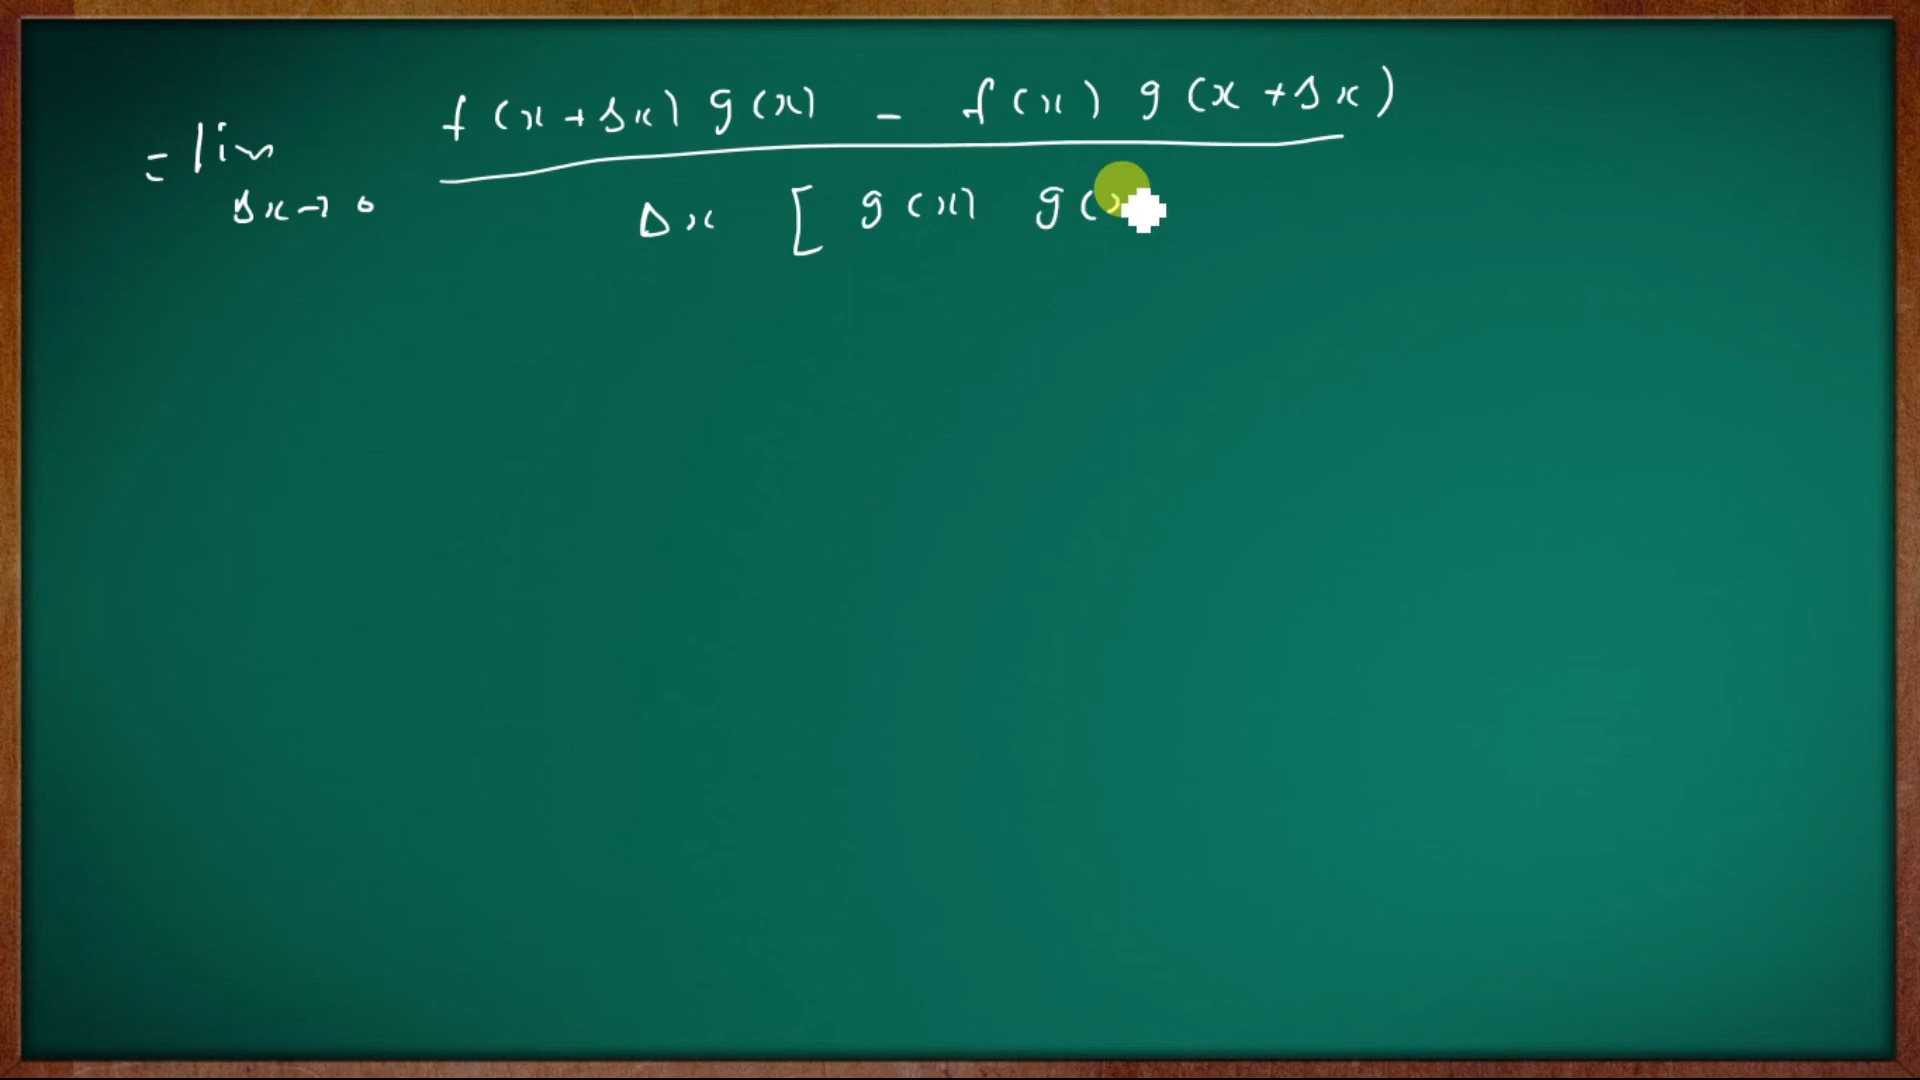 = lim f(x+Δx) g(x) - f(x) g(x+Δx)
Δx→0 Δx [ g(x) g(x